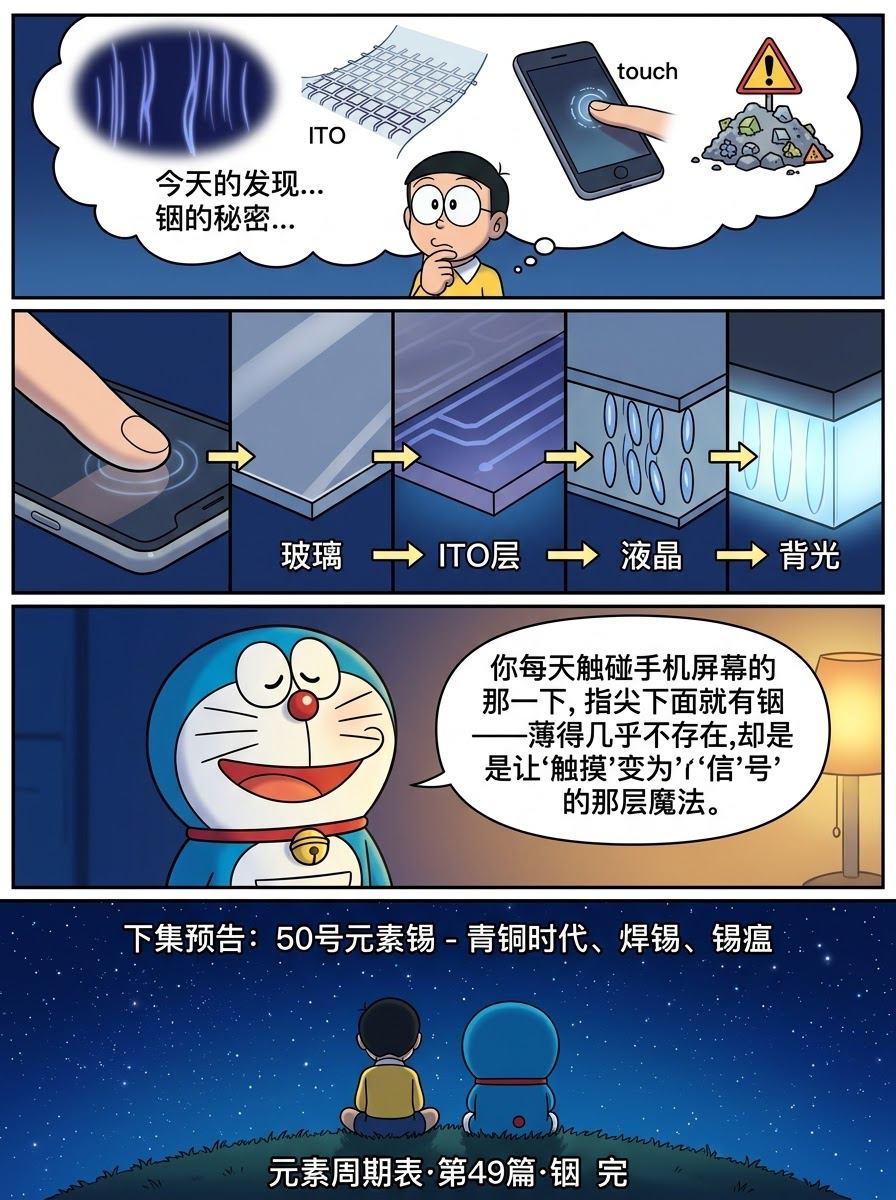 ITO
touch
今天的发现...
铟的秘密...
玻璃
ITO层
液晶
背光
你每天触碰手机屏幕的
那一下, 指尖下面就有铟
——薄得几乎不存在,却是
是让‘触摸’变为‘信’号’
的那层魔法。
下集预告：50号元素锡 - 青铜时代、焊锡、锡瘟
元素周期表·第49篇·铟 完